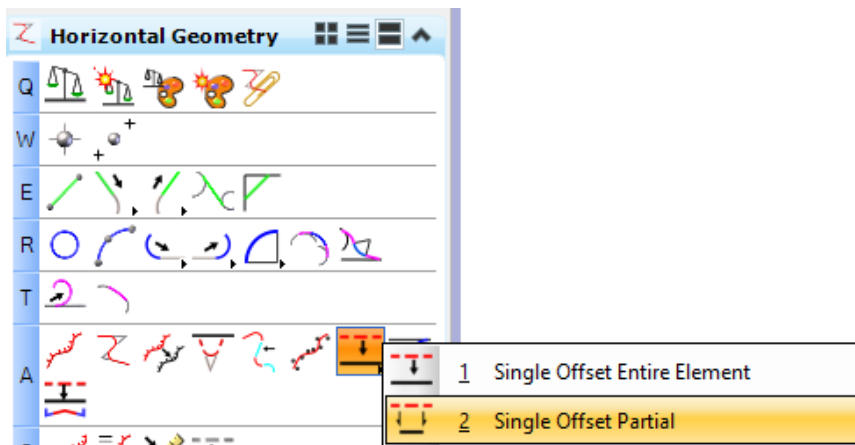 Horizontal Geometry
Q
W
E
R
T
A
1 Single Offset Entire Element
2 Single Offset Partial